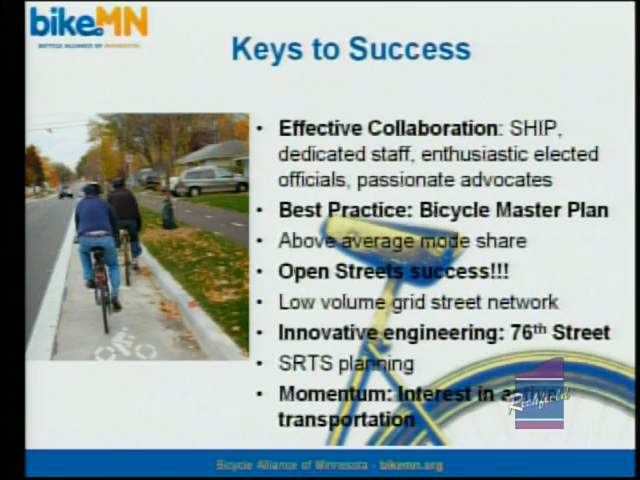 bikeMN
BICYCLE ALLIANCE OF MINNESOTA
Keys to Success
• Effective Collaboration: SHIP,
dedicated staff, enthusiastic elected
officials, passionate advocates
• Best Practice: Bicycle Master Plan
• Above average mode share
• Open Streets success!!!
• Low volume grid street network
• Innovative engineering: 76th Street
• SRTS planning
• Momentum: Interest in active
transportation
Richfield
Bicycle Alliance of Minnesota - bikemn.org